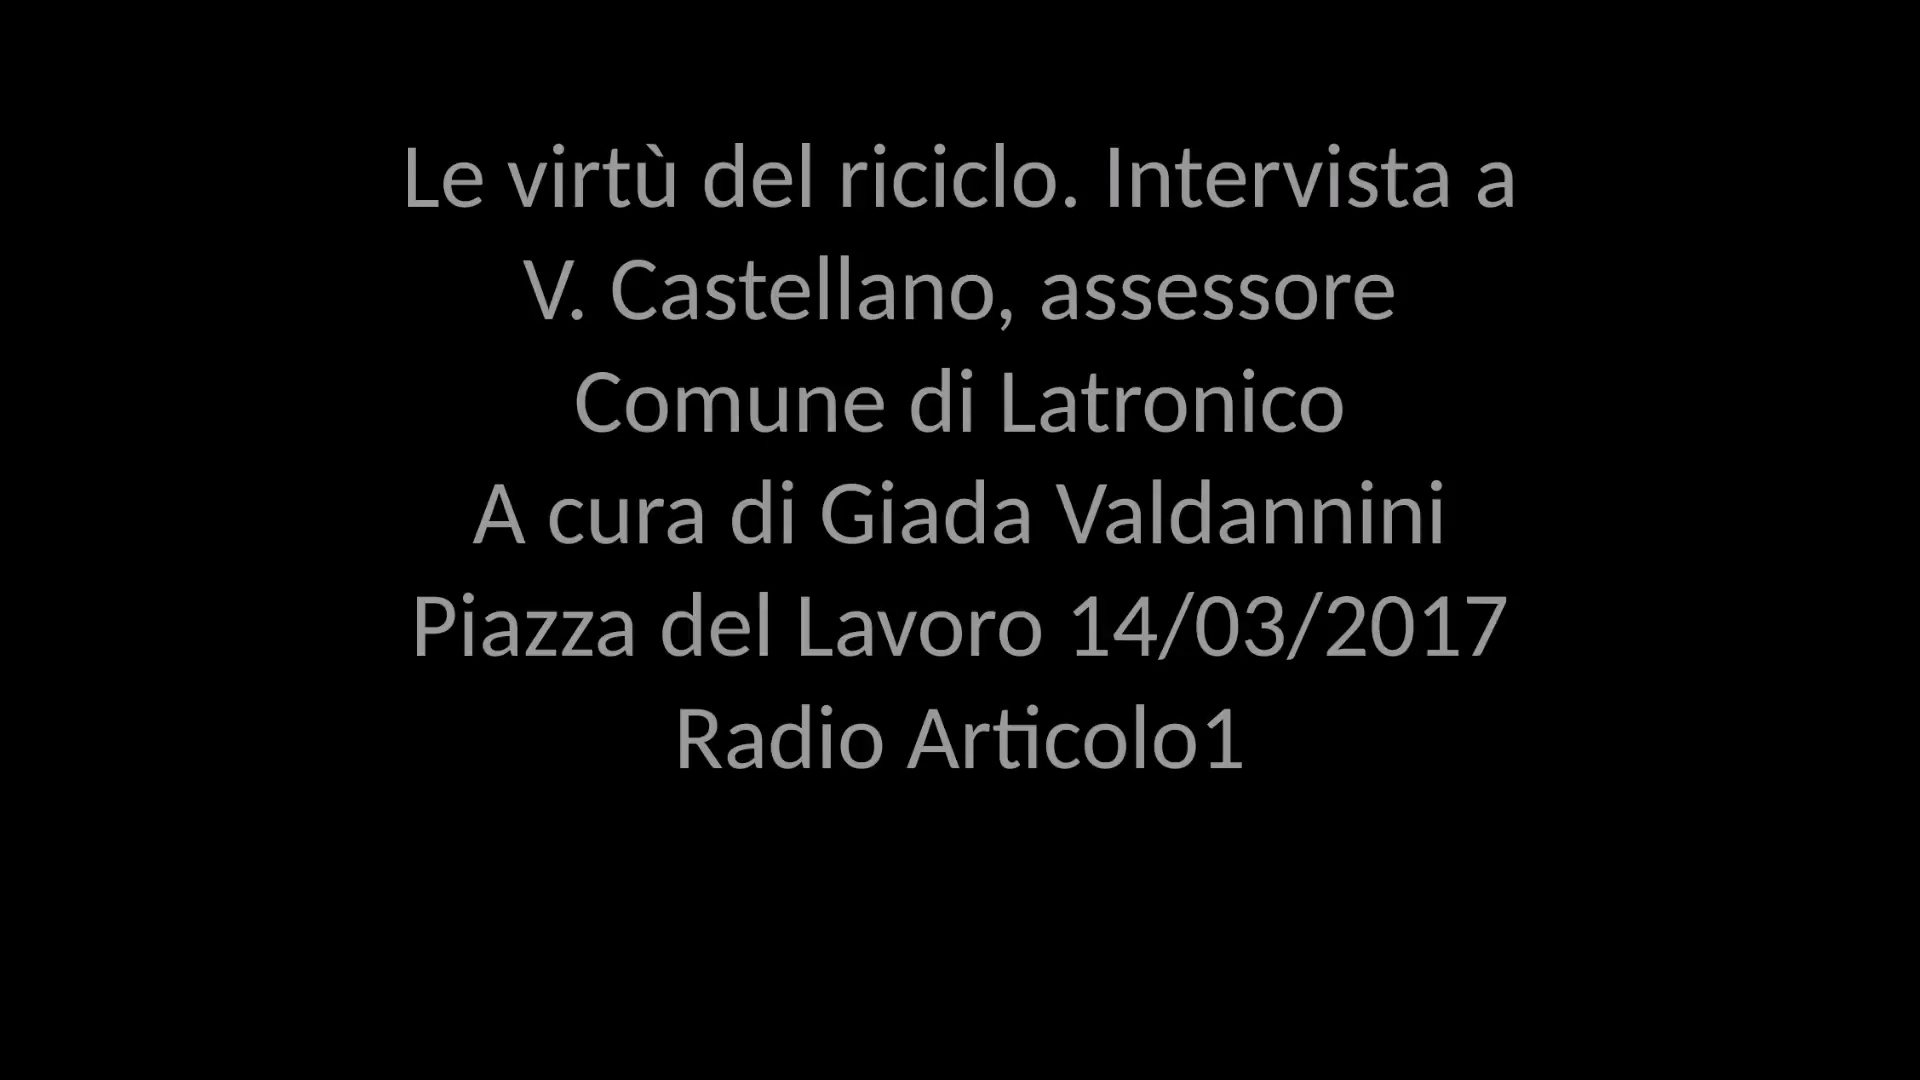 Le virtù del riciclo. Intervista a
V. Castellano, assessore
Comune di Latronico
A cura di Giada Valdannini
Piazza del Lavoro 14/03/2017
Radio Articolo1